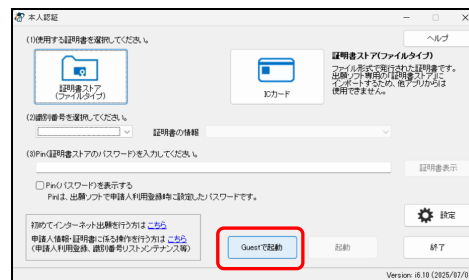 本人認証
(1)使用する証明書を選択してください。
ヘルプ
証明書ストア
(ファイルタイプ)
ICカード
証明書ストア(ファイルタイプ)
ファイル形式で発行された証明書です。
出願ソフト専用の「証明書ストア」に
インポートするため、他アプリからは
使用できません。
(2)識別番号を選択してください。
証明書の情報
(3)Pin(証明書ストアのパスワード)を入力してください。
証明書表示
Pin(パスワード)を表示する
Pinは、出願ソフトで申請人利用登録時に設定したパスワードです。
設定
初めてインターネット出願を行う方は こちら
申請人情報・証明書に係る操作を行う方は こちら
(申請人利用登録、識別番号リストメンテナンス等)
Guestで起動
起動
終了
Version: i6.10 (2025/07/0